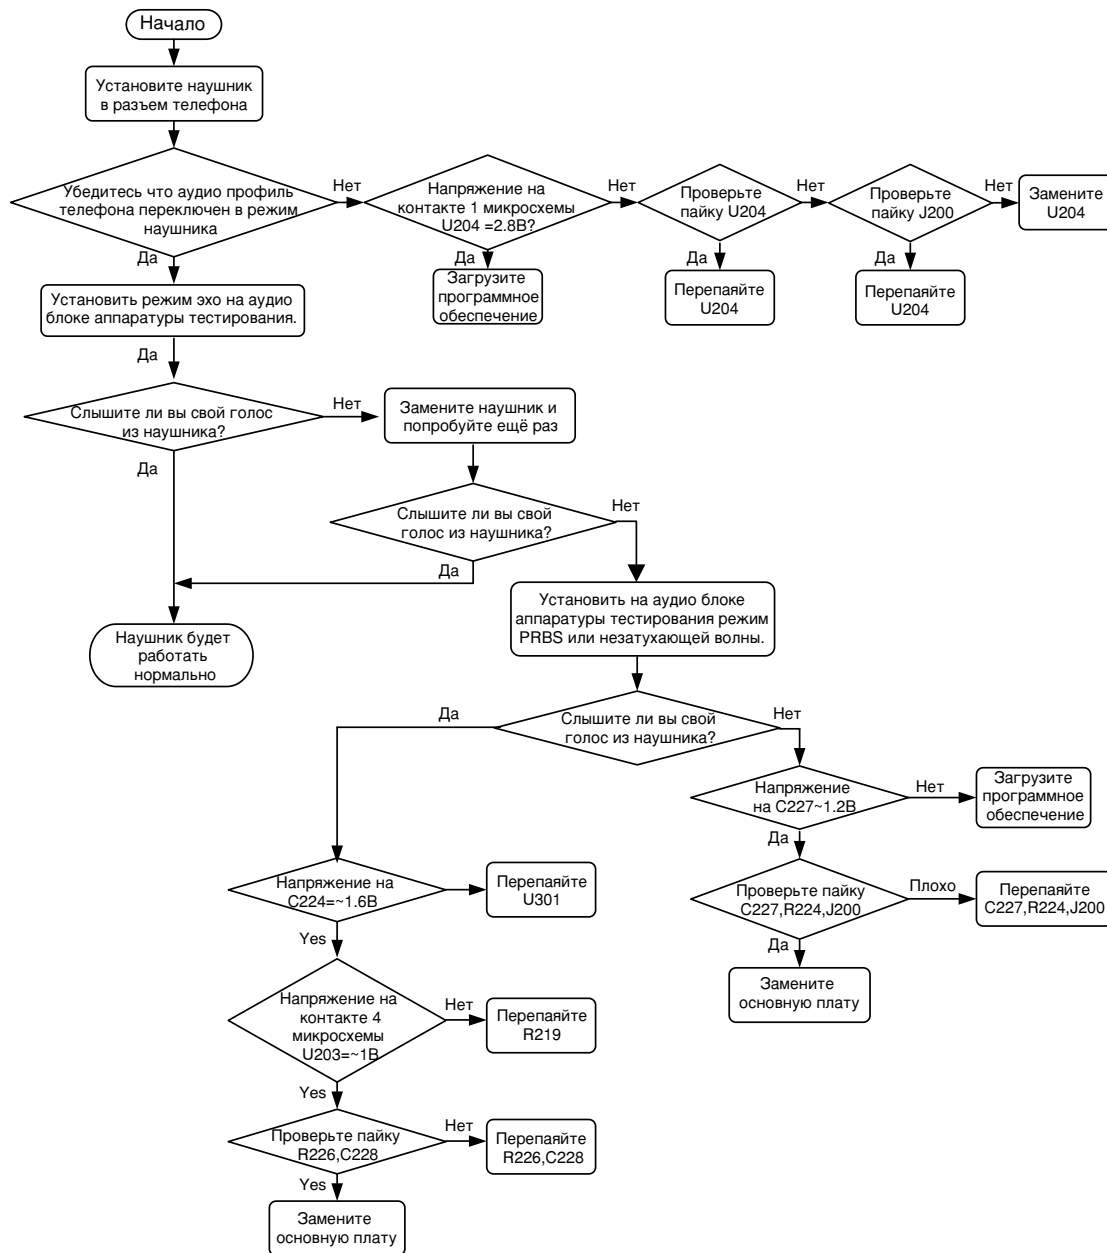 Начало
Установите наушник
в разъем телефона
Убедитесь что аудио профиль
телефона переключен в режим
наушника
Нет
Напряжение на
контакте 1 микросхемы
U204 =2.8В?
Нет
Проверьте
пайку U204
Нет
Проверьте
пайку J200
Нет
Замените
U204
Да
Да
Загрузите
программное
обеспечение
Да
Перепаяйте
U204
Да
Перепаяйте
U204
Установить режим эхо на аудио
блоке аппаратуры тестирования.
Да
Слышите ли вы свой голос
из наушника?
Нет
Замените наушник и
попробуйте ещё раз
Да
Слышите ли вы свой
голос из наушника?
Нет
Да
Установить на аудио блоке
аппаратуры тестирования режим
PRBS или незатухающей волны.
Наушник будет
работать
нормально
Да
Слышите ли вы свой
голос из наушника?
Нет
Напряжение
на C227~1.2В
Нет
Загрузите
программное
обеспечение
Да
Проверьте пайку
C227,R224,J200
Плохо
Перепаяйте
C227,R224,J200
Да
Замените
основную плату
Напряжение на
C224=~1.6В
Перепаяйте
U301
Yes
Напряжение на
контакте 4
микросхемы
U203=~1В
Нет
Перепаяйте
R219
Yes
Проверьте пайку
R226,C228
Нет
Перепаяйте
R226,C228
Yes
Замените
основную плату